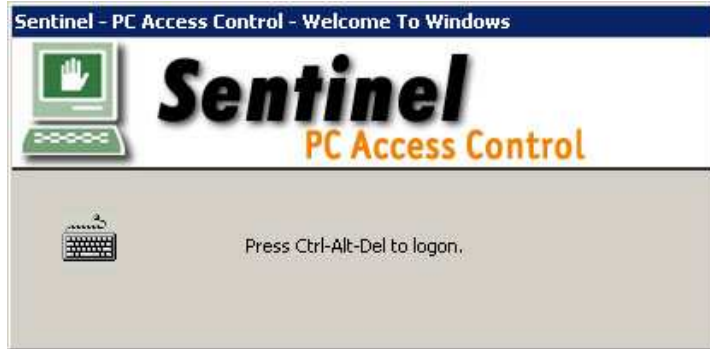 Sentinel - PC Access Control - Welcome To Windows
Sentinel
PC Access Control
Press Ctrl-Alt-Del to logon.